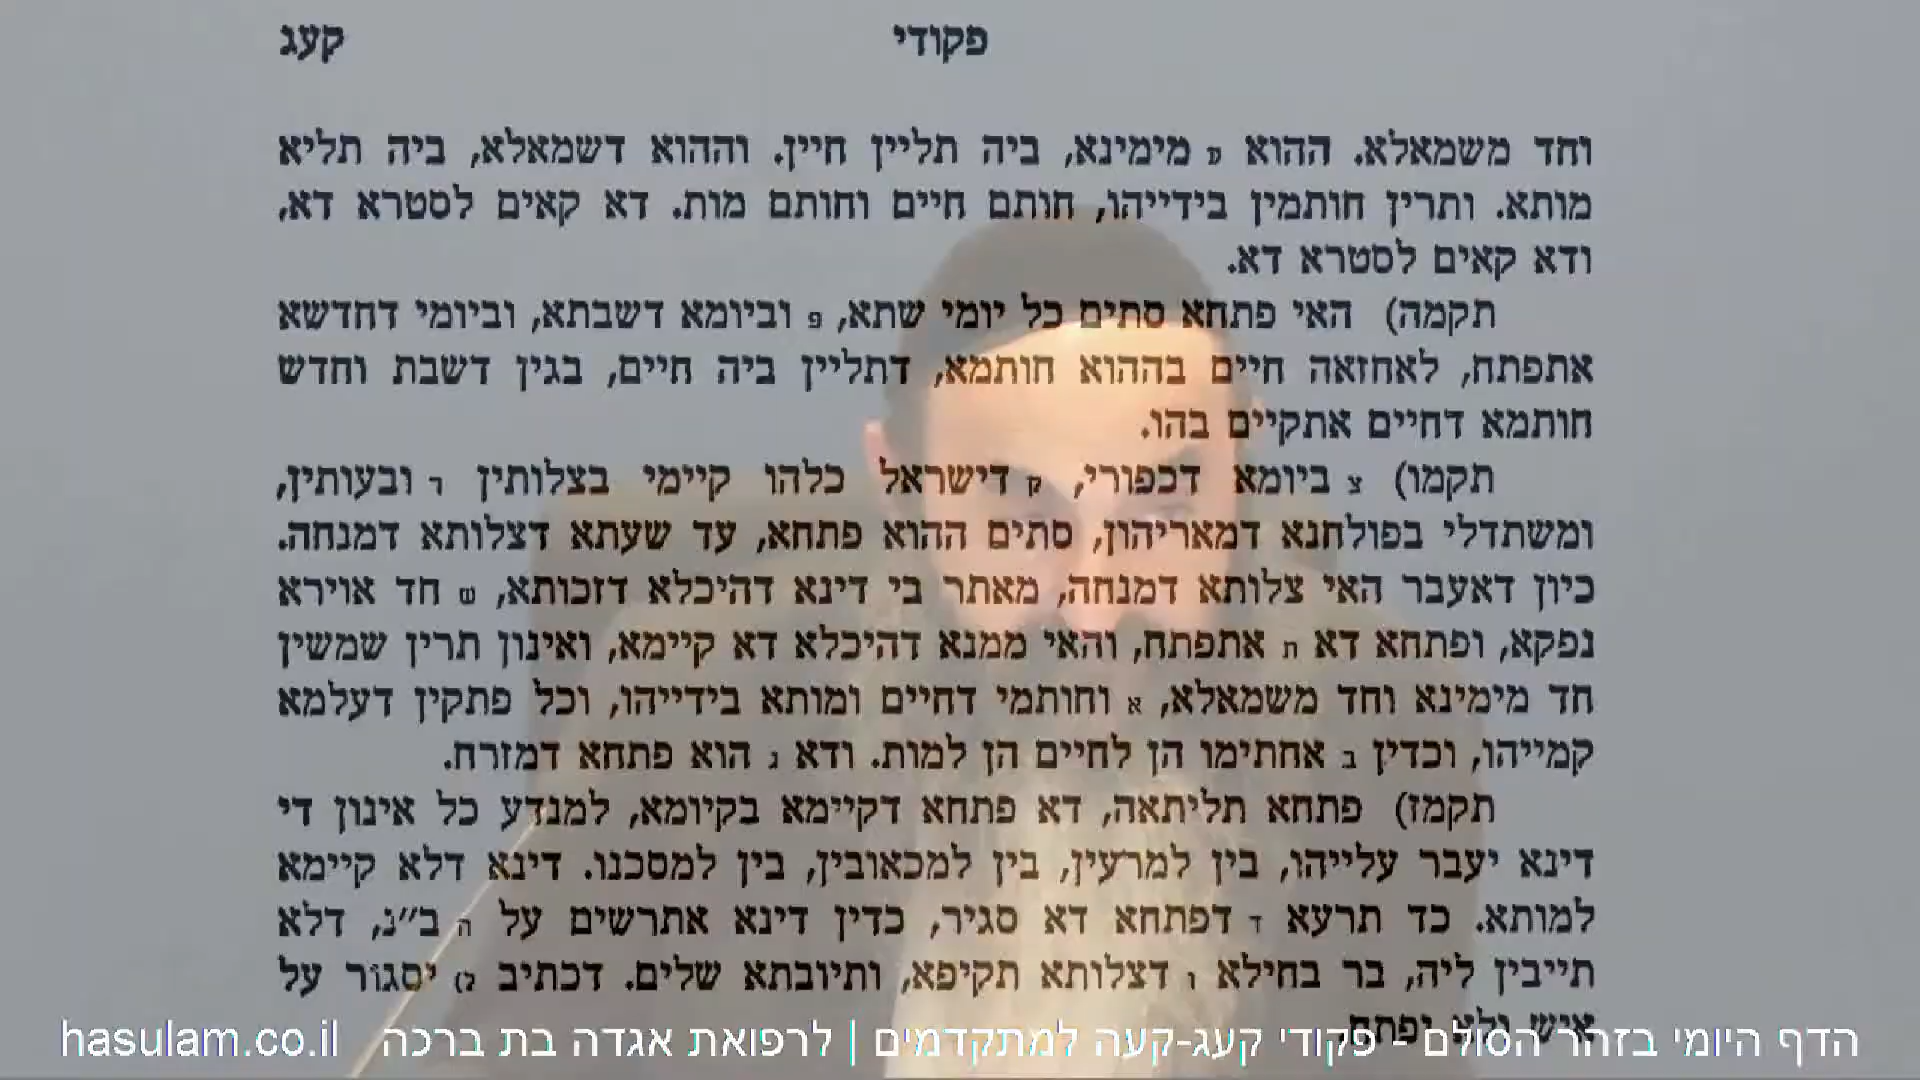 פקודי קעג
וחד משמאלא. ההוא ס מימינא, ביה תליין חיין. וההוא דשמאלא, ביה תליא
מותא. ותרין חותמין בידייהו, חותם חיים וחותם מות. דא קאים לסטרא דא,
ודא קאים לסטרא דא.
תקמה) האי פתחא סתים כל יומי שתא, פ וביומא דשבתא, וביומי דחדשא
אתפתח, לאחזאה חיים בההוא חותמא, דתליין ביה חיים, בגין דשבת וחדש
חותמא דחיים אתקיים בהו.
תקמו) צ ביומא דכפורי, ק דישראל כלהו קיימי בצלותין ר ובעותין,
ומשתדלי בפולחנא דמאריהון, סתים ההוא פתחא, עד שעתא דצלותא דמנחה.
כיון דאעבר האי צלותא דמנחה, מאתר בי דינא דהיכלא דזכותא, ש חד אוירא
נפקא, ופתחא דא ת אתפתח, והאי ממנא דהיכלא דא קיימא, ואינון תרין שמשין
חד מימינא וחד משמאלא, א וחותמי דחיים ומותא בידייהו, וכל פתקין דעלמא
קמייהו, וכדין ב אחתימו הן לחיים הן למות. ודא ג הוא פתחא דמזרח.
תקמז) פתחא תליתאה, דא פתחא דקיימא בקיומא, למנדע כל אינון די
דינא יעבר עלייהו, בין למרעין, בין למכאובין, בין למסכנו. דינא דלא קיימא
למותא. כד תרעא ד דפתחא דא סגיר, כדין דינא אתרשים על ה ב״נ, דלא
תייבין ליה, בר בחילא ו דצלותא תקיפא, ותיובתא שלים. דכתיב יסגור על
איש ולא יפתח.
הדף היומי בזהר הסולם - פקודי קעג-קעה למתקדמים | לרפואת אגדה בת ברכה hasulam.co.il